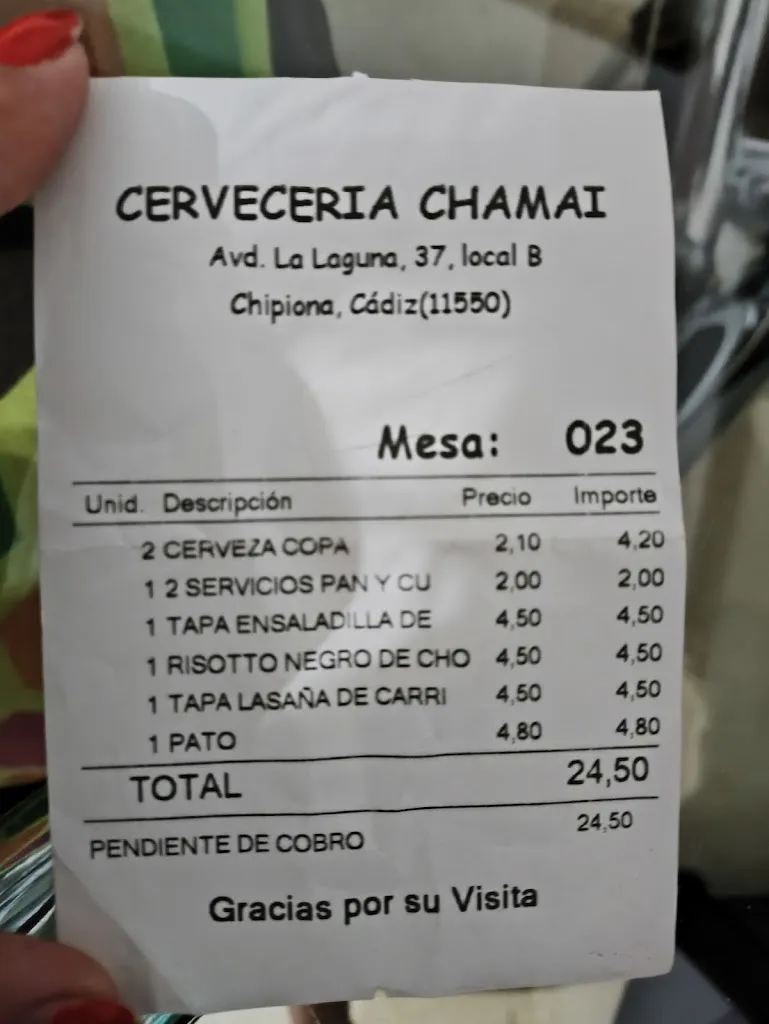 CERVECERIA CHAMAI
Avd. La Laguna, 37, local B
Chipiona, Cádiz(11550)
Mesa: 023
Unid. Descripción Precio Importe
2 CERVEZA COPA 2,10 4,20
1 2 SERVICIOS PAN Y CU 2,00 2,00
1 TAPA ENSALADILLA DE 4,50 4,50
1 RISOTTO NEGRO DE CHO 4,50 4,50
1 TAPA LASAÑA DE CARRI 4,50 4,50
1 PATO 4,80 4,80
TOTAL 24,50
PENDIENTE DE COBRO 24,50
Gracias por su Visita